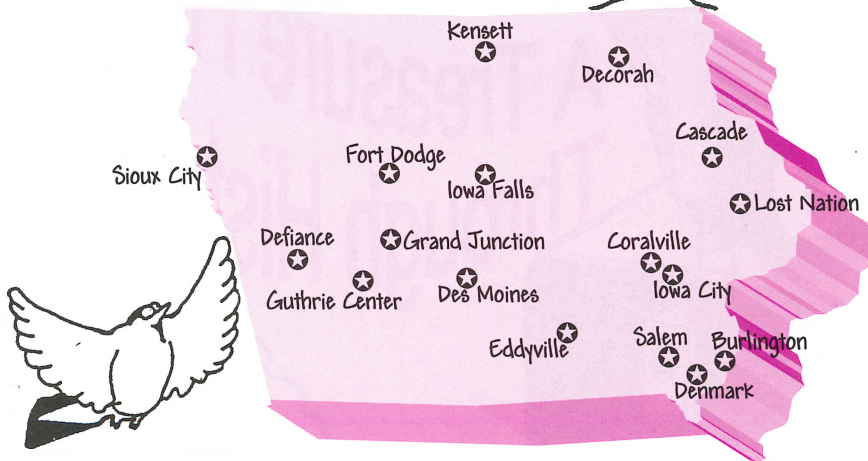 Kensett
Decorah
Cascade
Sioux City
Fort Dodge
Iowa Falls
Lost Nation
Defiance
Grand Junction
Coralville
Guthrie Center
Des Moines
Iowa City
Eddyville
Salem
Burlington
Denmark